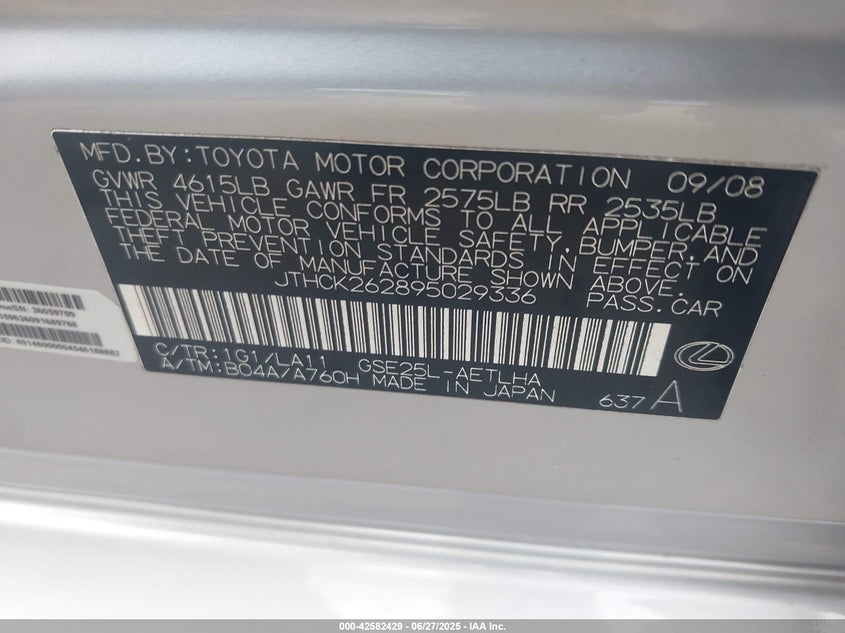 MFD.BY:TOYOTA MOTOR CORPORATION 09/08
GVWR 4615LB GAWR FR 2575LB RR 2535LB
THIS VEHICLE CONFORMS TO ALL APPLICABLE
FEDERAL MOTOR VEHICLE SAFETY,BUMPER,AND
THEFT PREVENTION STANDARDS IN EFFECT ON
THE DATE OF MANUFACTURE SHOWN ABOVE.
JTHCK262895029336 PASS.CAR
C/TR:1G1/LA11 GSE25L-AETLHA
A/TM:B04A/A760H MADE IN JAPAN 637A
SN: 36059709
000-42582429 - 06/27/2025 - IAA Inc.